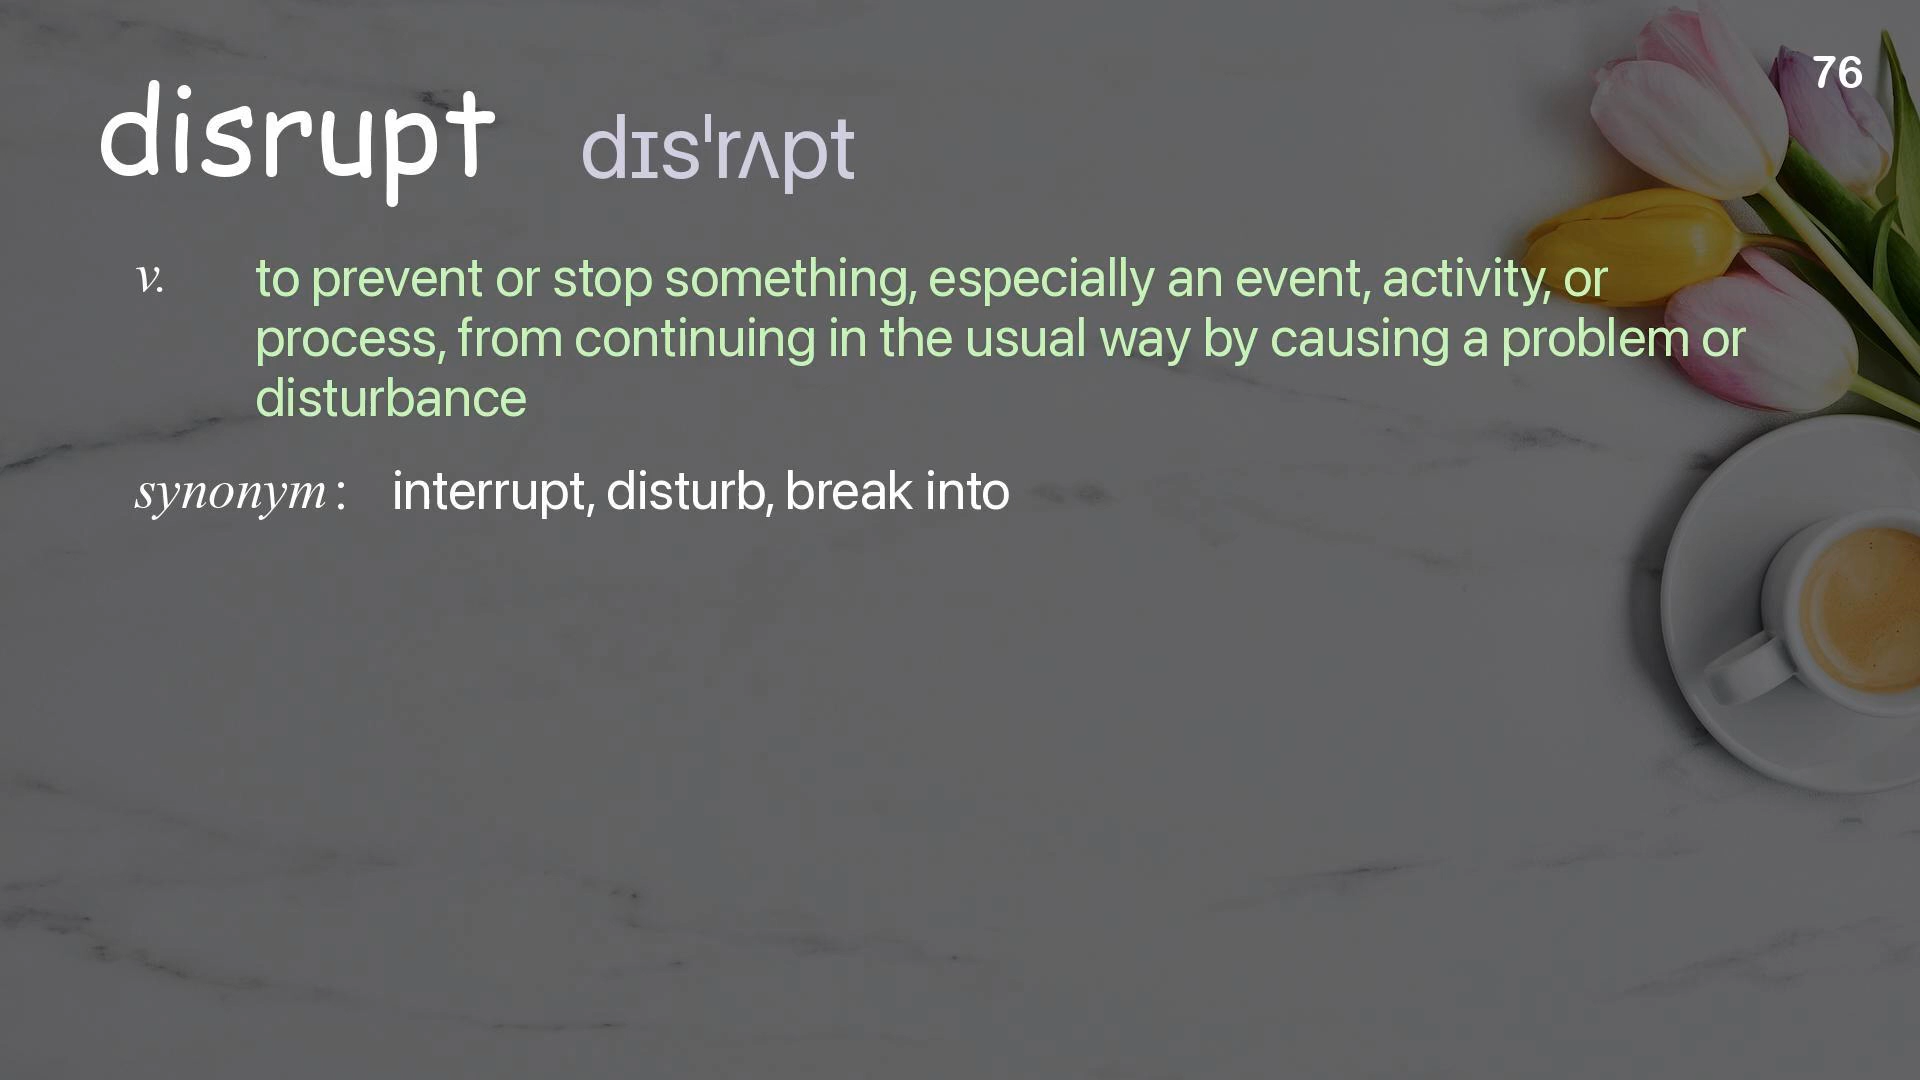 76
disrupt dɪsˈrʌpt
v. to prevent or stop something, especially an event, activity, or
process, from continuing in the usual way by causing a problem or
disturbance
synonym : interrupt, disturb, break into